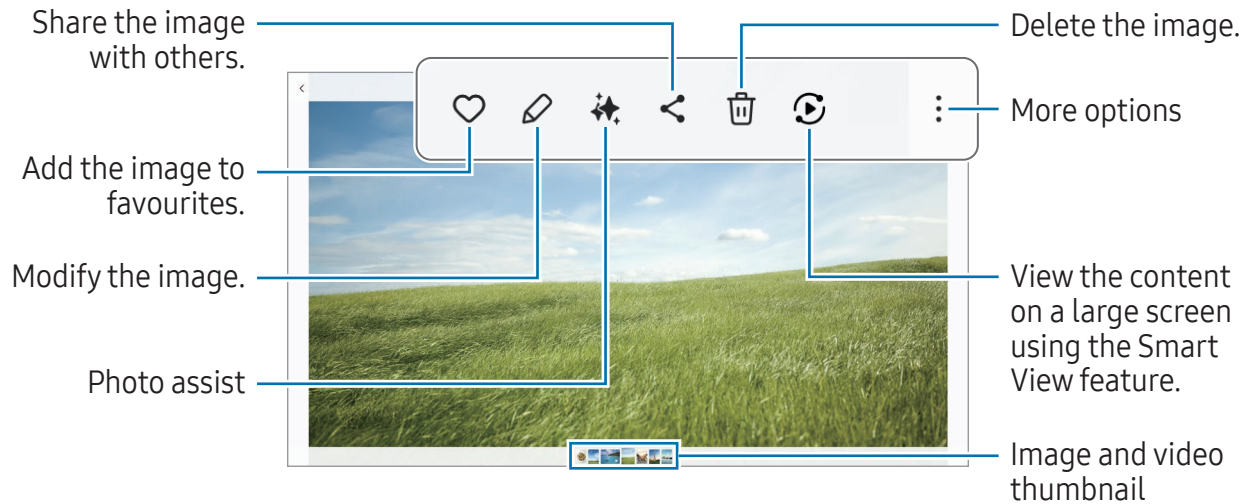 Share the image
with others.
Delete the image.
More options
Add the image to
favourites.
Modify the image.
View the content
on a large screen
using the Smart
View feature.
Photo assist
Image and video
thumbnail